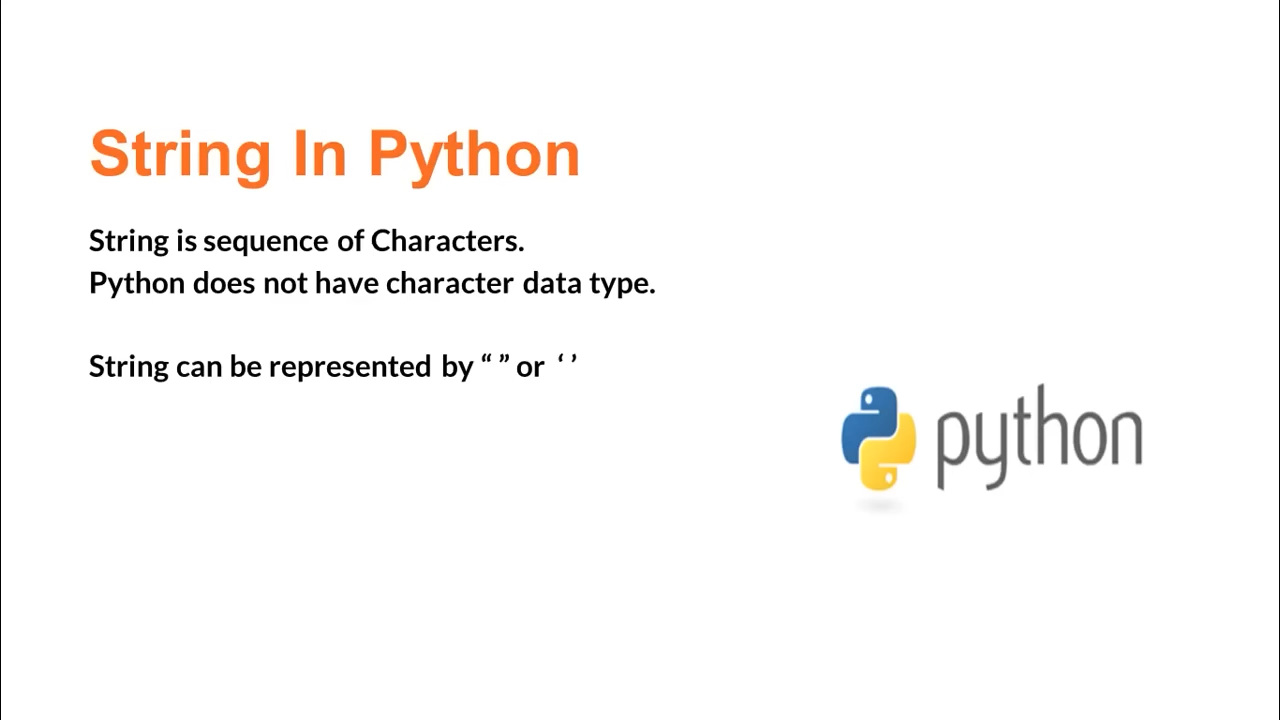 String In Python
String is sequence of Characters.
Python does not have character data type.
String can be represented by “ ” or ‘ ’
python